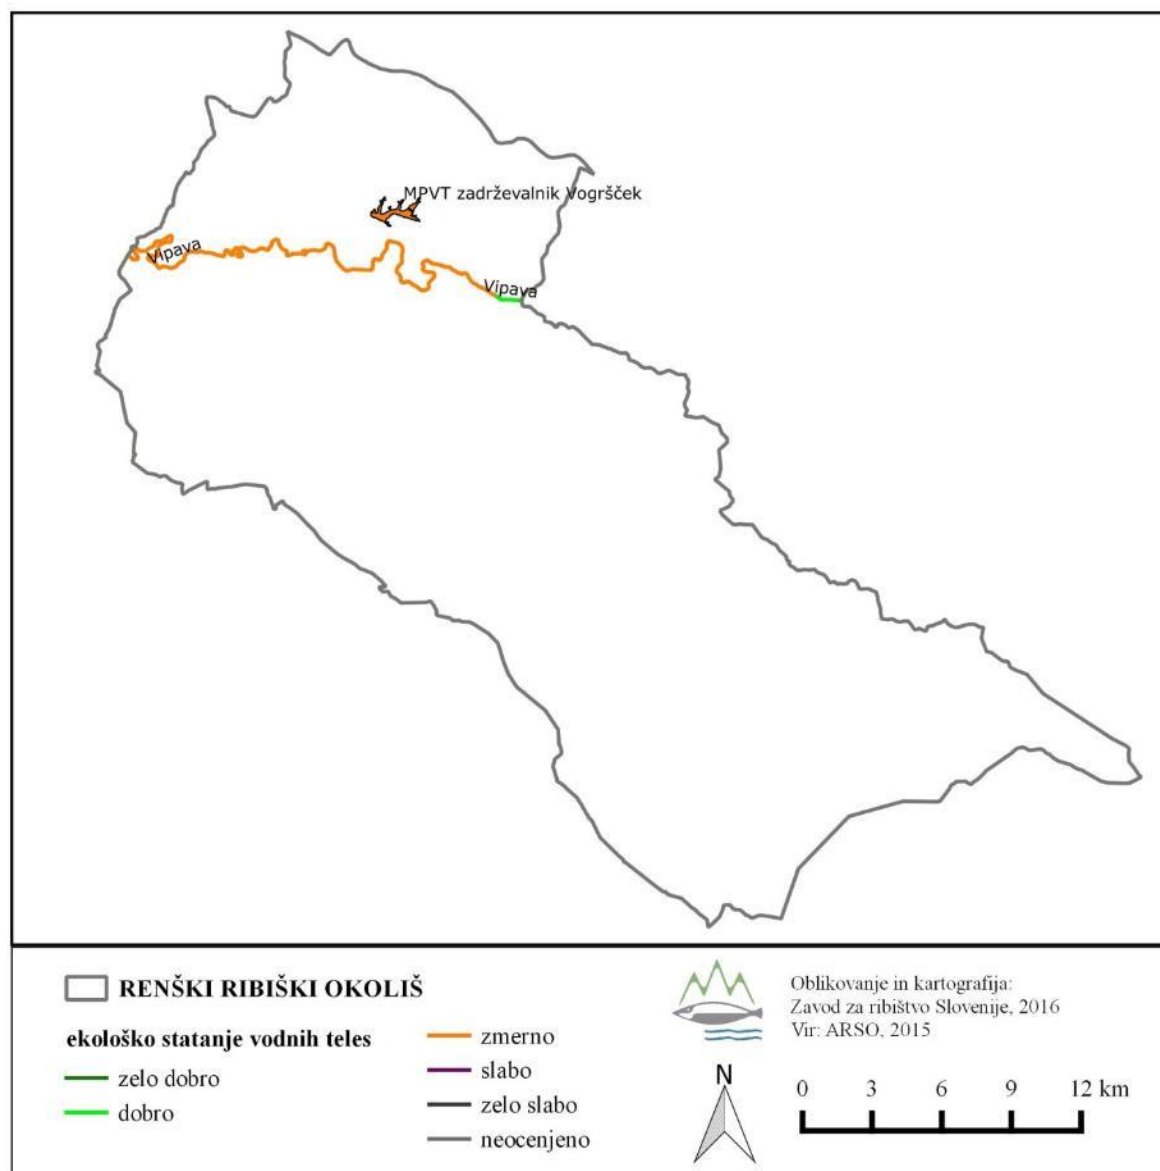 MPVT zadrževalnik Vogršček
Vipava
Vipava
RENŠKI RIBIŠKI OKOLIŠ
ekološko statanje vodnih teles
zelo dobro
dobro
zmerno
slabo
zelo slabo
neocenjeno
Oblikovanje in kartografija:
Zavod za ribištvo Slovenije, 2016
Vir: ARSO, 2015
N
0 3 6 9 12 km